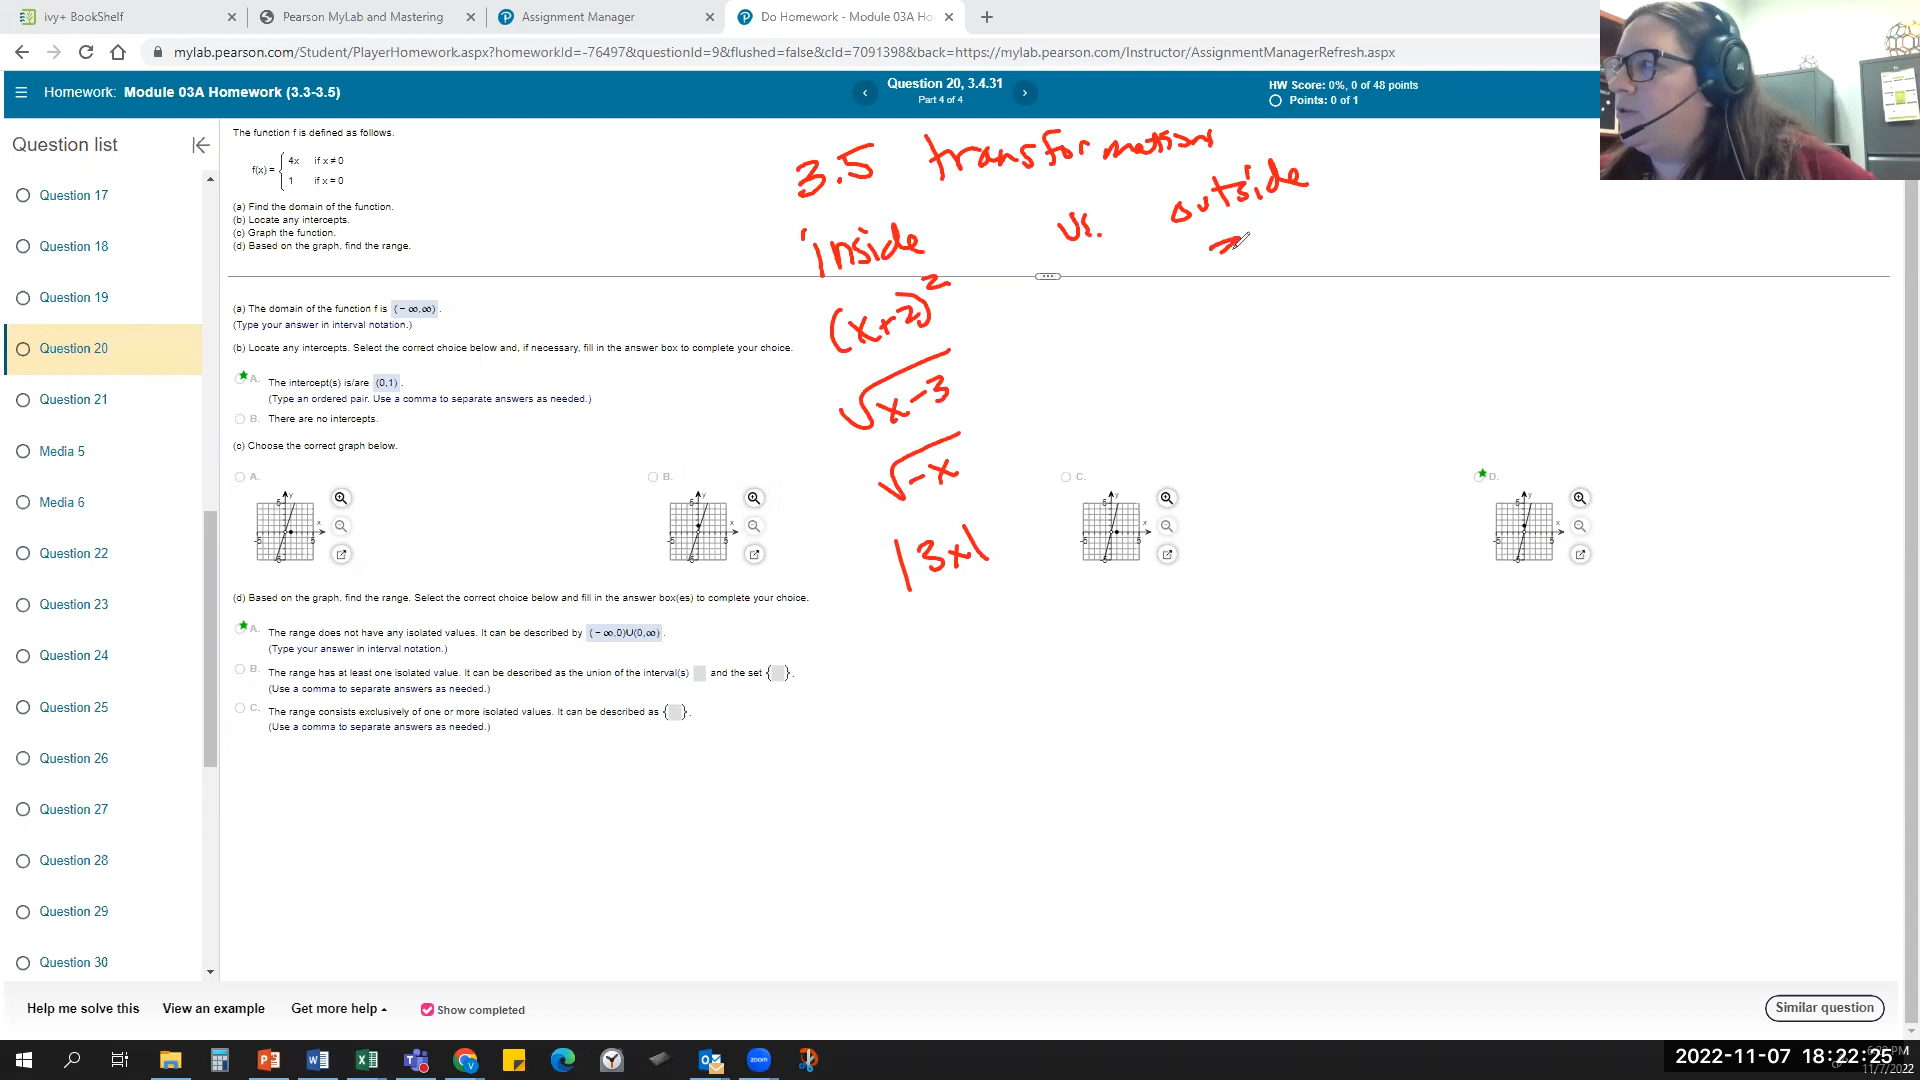 ivy+ BookShelf
Pearson MyLab and Mastering
Assignment Manager
Do Homework - Module 03A Ho
mylab.pearson.com/Student/PlayerHomework.aspx?homeworkId=-76497&questionId=9&flushed=false&cId=7091398&back=https://mylab.pearson.com/Instructor/AssignmentManagerRefresh.aspx
Homework: Module 03A Homework (3.3-3.5)
Question 20, 3.4.31
Part 4 of 4
HW Score: 0%, 0 of 48 points
Points: 0 of 1
Question list
Question 17
Question 18
Question 19
Question 20
Question 21
Media 5
Media 6
Question 22
Question 23
Question 24
Question 25
Question 26
Question 27
Question 28
Question 29
Question 30
The function f is defined as follows.
f(x) = { 4x if x ≠ 0
1 if x = 0
(a) Find the domain of the function.
(b) Locate any intercepts.
(c) Graph the function.
(d) Based on the graph, find the range.
3.5 transformations
inside vs. outside
(x+2)²
√x-3
√-x
|3x|
(a) The domain of the function f is (-∞,∞).
(Type your answer in interval notation.)
(b) Locate any intercepts. Select the correct choice below and, if necessary, fill in the answer box to complete your choice.
A. The intercept(s) is/are (0,1).
(Type an ordered pair. Use a comma to separate answers as needed.)
B. There are no intercepts.
(c) Choose the correct graph below.
A. B. C. D.
(d) Based on the graph, find the range. Select the correct choice below and fill in the answer box(es) to complete your choice.
A. The range does not have any isolated values. It can be described by (-∞,0)∪(0,∞).
(Type your answer in interval notation.)
B. The range has at least one isolated value. It can be described as the union of the interval(s) and the set { }.
(Use a comma to separate answers as needed.)
C. The range consists exclusively of one or more isolated values. It can be described as { }.
(Use a comma to separate answers as needed.)
Help me solve this
View an example
Get more help
Show completed
Similar question
2022-11-07 18:22:25
11/7/2022